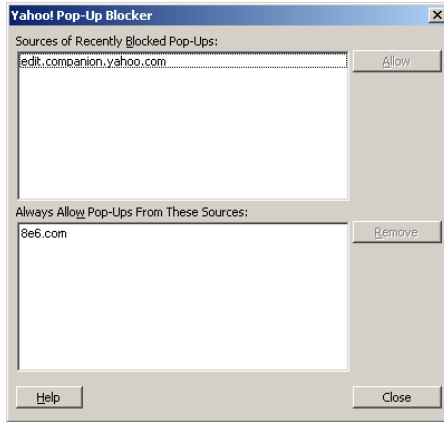 Yahoo! Pop-Up Blocker
Sources of Recently Blocked Pop-Ups:
edit.companion.yahoo.com
Allow
Always Allow Pop-Ups From These Sources:
8e6.com
Remove
Help
Close